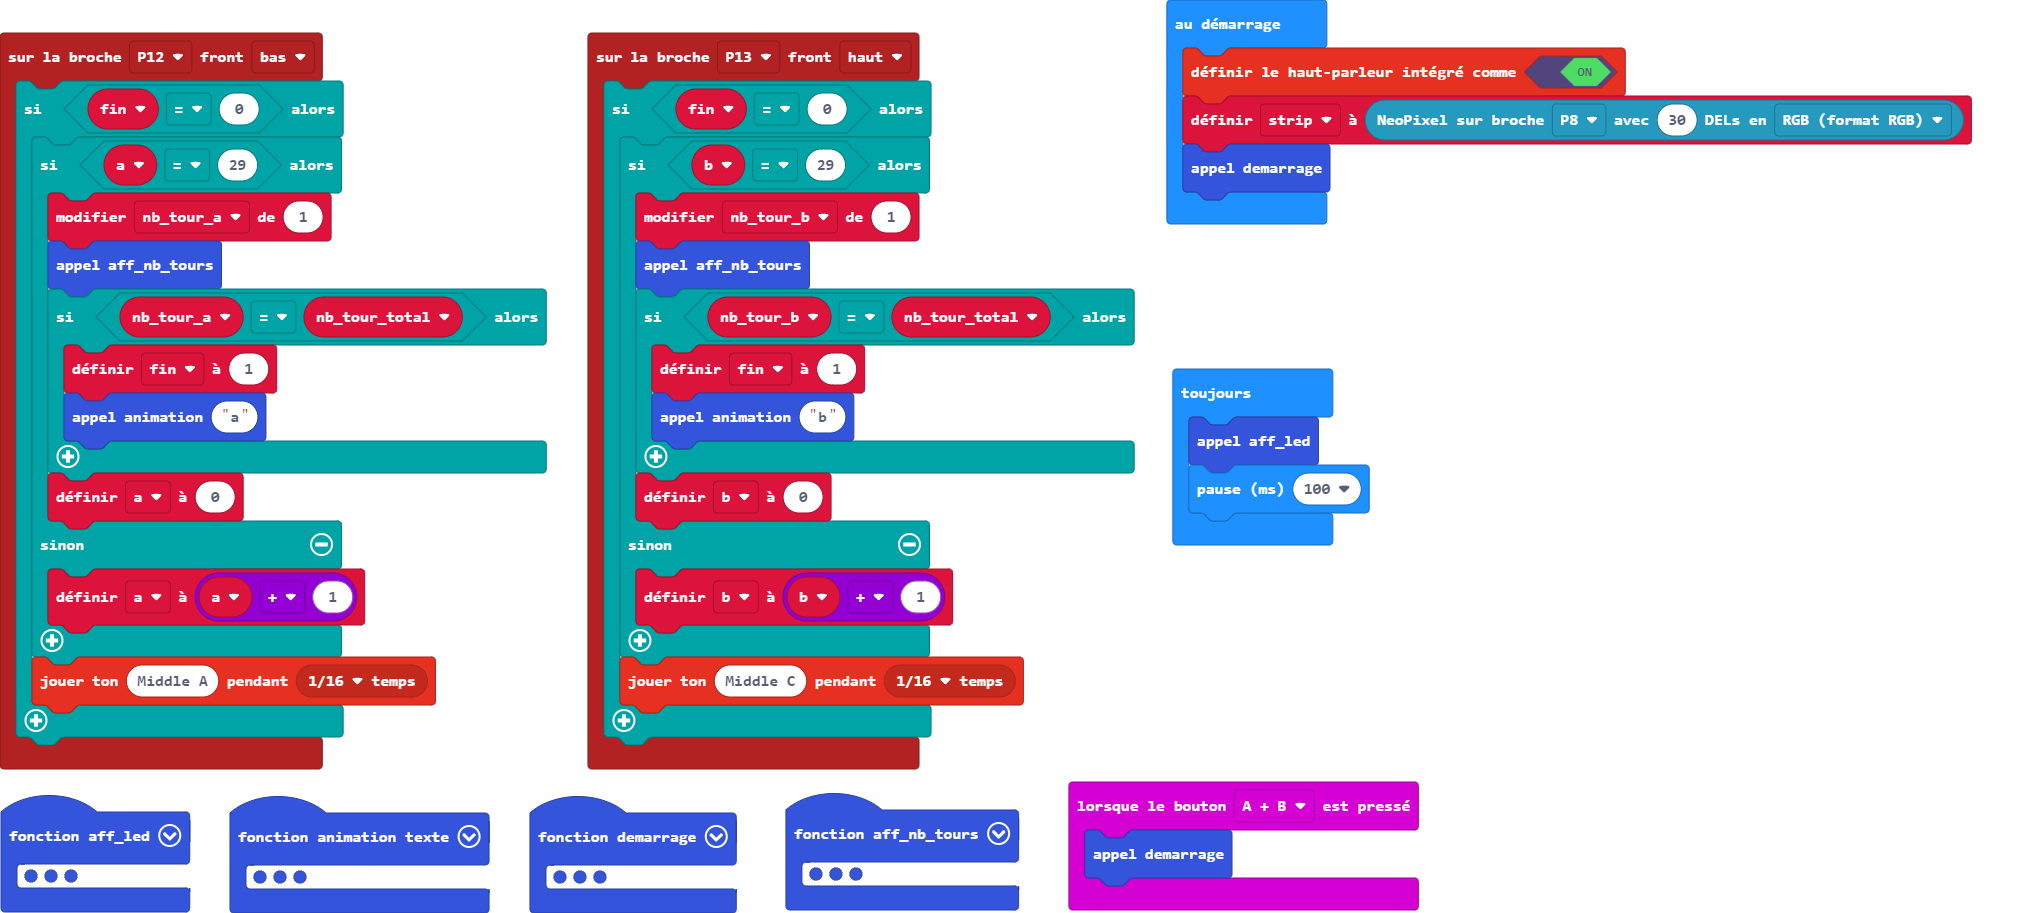 sur la broche P12 front bas
si fin = 0 alors
si a = 29 alors
modifier nb_tour_a de 1
appel aff_nb_tours
si nb_tour_a = nb_tour_total alors
définir fin à 1
appel animation "a"
définir a à 0
sinon
définir a à a + 1
jouer ton Middle A pendant 1/16 temps
sur la broche P13 front haut
si fin = 0 alors
si b = 29 alors
modifier nb_tour_b de 1
appel aff_nb_tours
si nb_tour_b = nb_tour_total alors
définir fin à 1
appel animation "b"
définir b à 0
sinon
définir b à b + 1
jouer ton Middle C pendant 1/16 temps
au démarrage
définir le haut-parleur intégré comme ON
définir strip à NeoPixel sur broche P8 avec 30 DELs en RGB (format RGB)
appel demarrage
toujours
appel aff_led
pause (ms) 100
fonction aff_led
fonction animation texte
fonction demarrage
fonction aff_nb_tours
lorsque le bouton A + B est pressé
appel demarrage